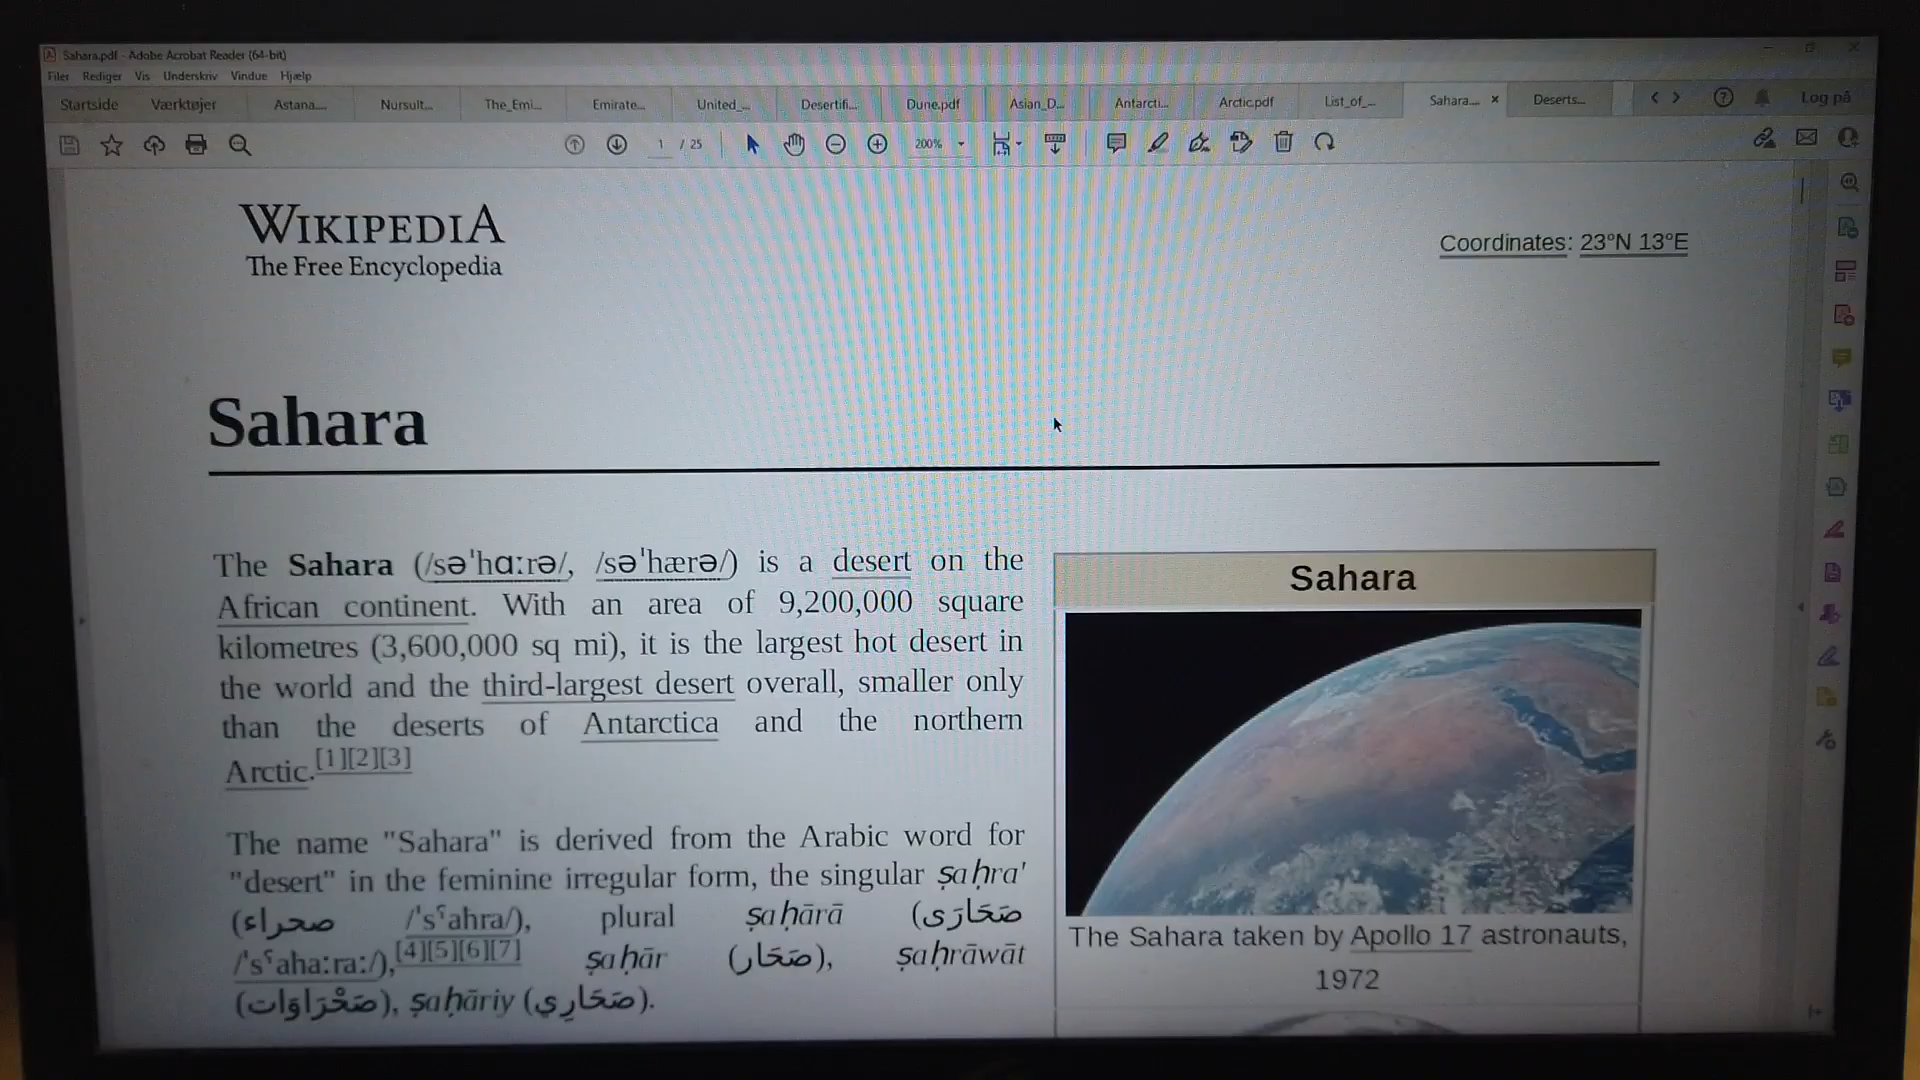 Sahara.pdf - Adobe Acrobat Reader (64-bit)
Filer Rediger Vis Underskriv Vindue Hjælp
Startside Værktøjer Astana.... Nursult... The_Emi... Emirate... United_... Desertifi... Dune.pdf Asian_D... Antarcti... Arctic.pdf List_of_... Sahara.... × Deserts... Log på
1 / 25 200%
WIKIPEDIA
The Free Encyclopedia
Coordinates: 23°N 13°E
Sahara
The Sahara (/səˈhɑːrə/, /səˈhærə/) is a desert on the
African continent. With an area of 9,200,000 square
kilometres (3,600,000 sq mi), it is the largest hot desert in
the world and the third-largest desert overall, smaller only
than the deserts of Antarctica and the northern
Arctic.[1][2][3]
The name "Sahara" is derived from the Arabic word for
"desert" in the feminine irregular form, the singular ṣaḥra'
(صحراء /ˈsˤaħra/), plural ṣaḥārā (صَحَارَى
/ˈsˤaħaːraː/),[4][5][6][7] ṣaḥār (صَحَار), ṣaḥrāwāt
(صَحْرَاوَات), ṣaḥāriy (صَحَارِي).
Sahara
The Sahara taken by Apollo 17 astronauts,
1972